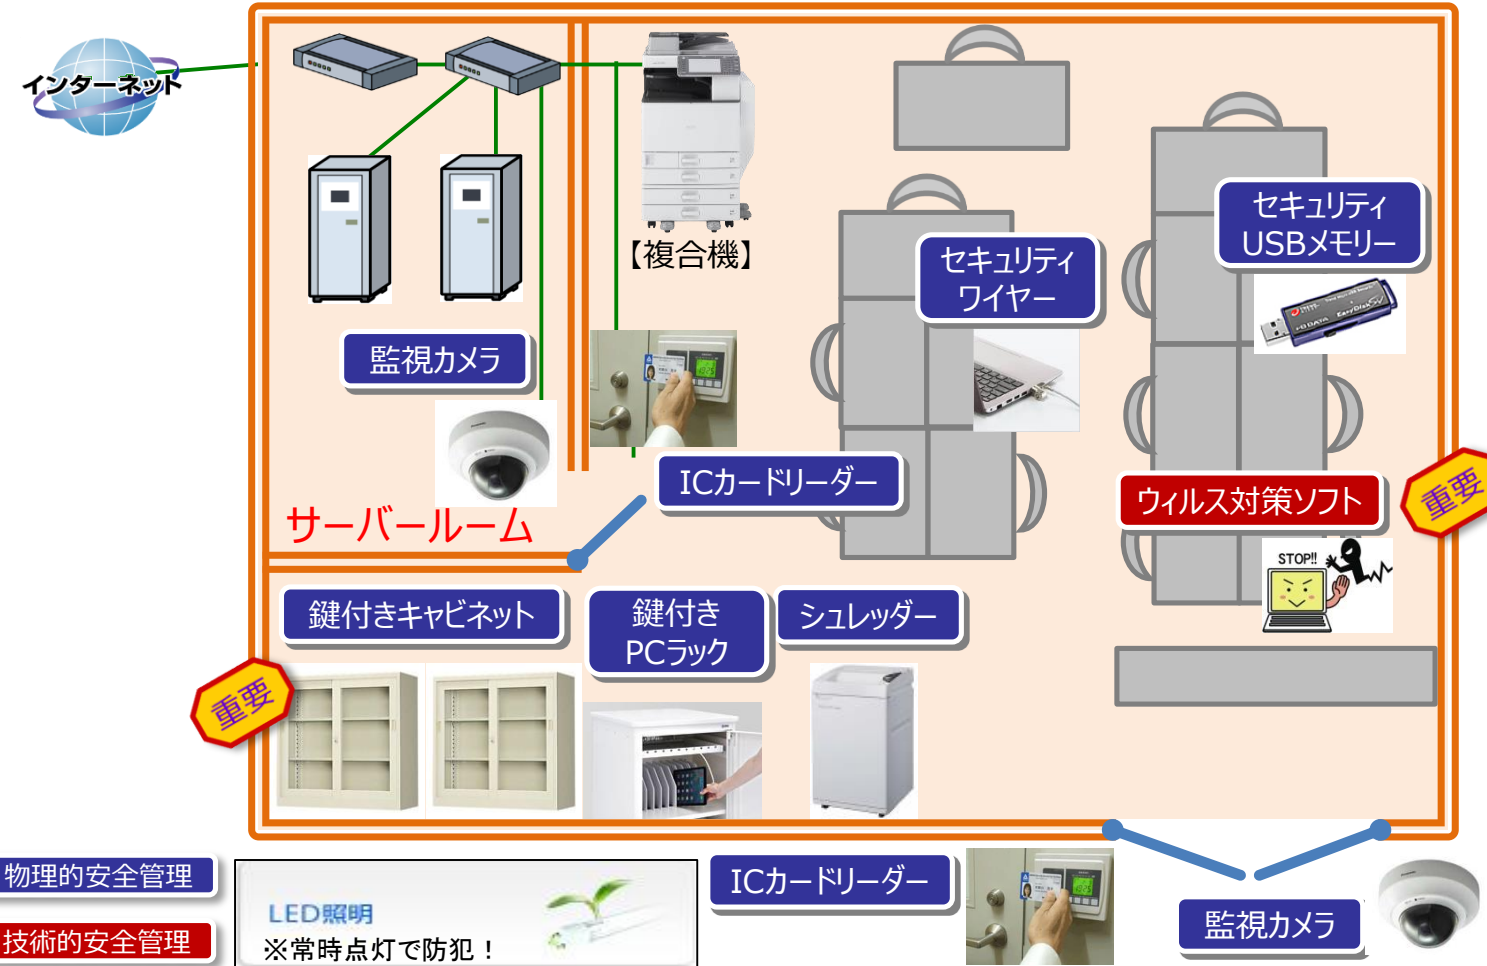 インターネット
【複合機】
セキュリティ
USBメモリー
セキュリティ
ワイヤー
監視カメラ
ICカードリーダー
サーバールーム
ウィルス対策ソフト
重要
STOP!!
鍵付きキャビネット
鍵付き
PCラック
シュレッダー
重要
物理的安全管理
技術的安全管理
LED照明
※常時点灯で防犯！
ICカードリーダー
監視カメラ
I-O DATA
EasyDisk